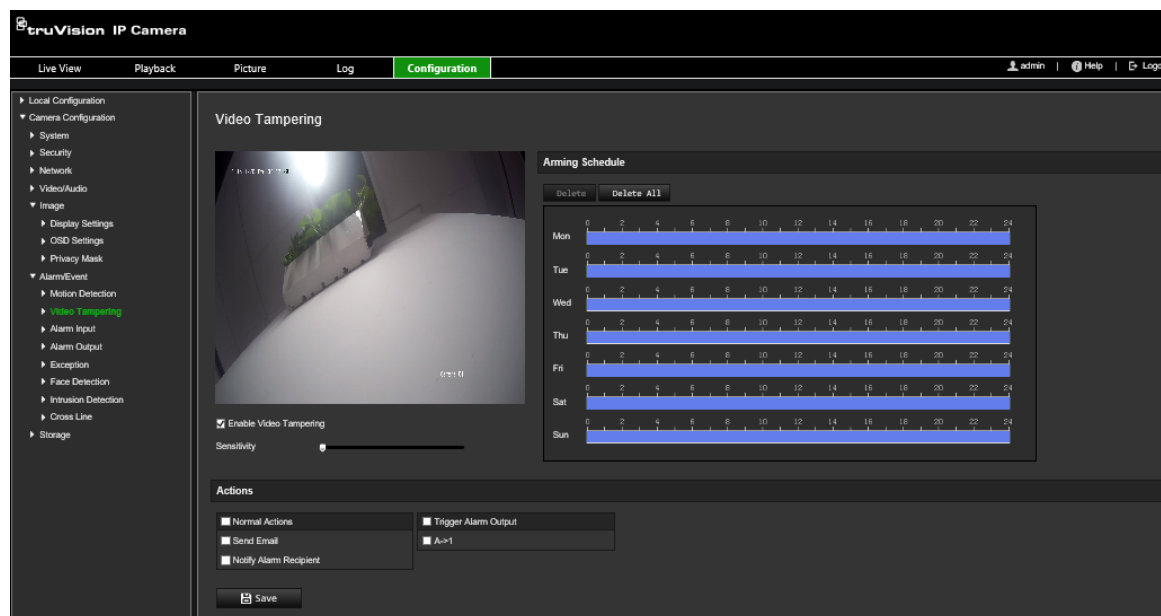 truVision IP Camera
Live View Playback Picture Log Configuration admin | Help | Logo
Local Configuration
Camera Configuration
System
Security
Network
Video/Audio
Image
Display Settings
OSD Settings
Privacy Mask
Alarm/Event
Motion Detection
Video Tampering
Alarm Input
Alarm Output
Exception
Face Detection
Intrusion Detection
Cross Line
Storage
Video Tampering
Enable Video Tampering
Sensitivity
Arming Schedule
Delete Delete All
0 2 4 6 8 10 12 14 16 18 20 22 24
Mon
0 2 4 6 8 10 12 14 16 18 20 22 24
Tue
0 2 4 6 8 10 12 14 16 18 20 22 24
Wed
0 2 4 6 8 10 12 14 16 18 20 22 24
Thu
0 2 4 6 8 10 12 14 16 18 20 22 24
Fri
0 2 4 6 8 10 12 14 16 18 20 22 24
Sat
0 2 4 6 8 10 12 14 16 18 20 22 24
Sun
Actions
Normal Actions Trigger Alarm Output
Send Email A->1
Notify Alarm Recipient
Save